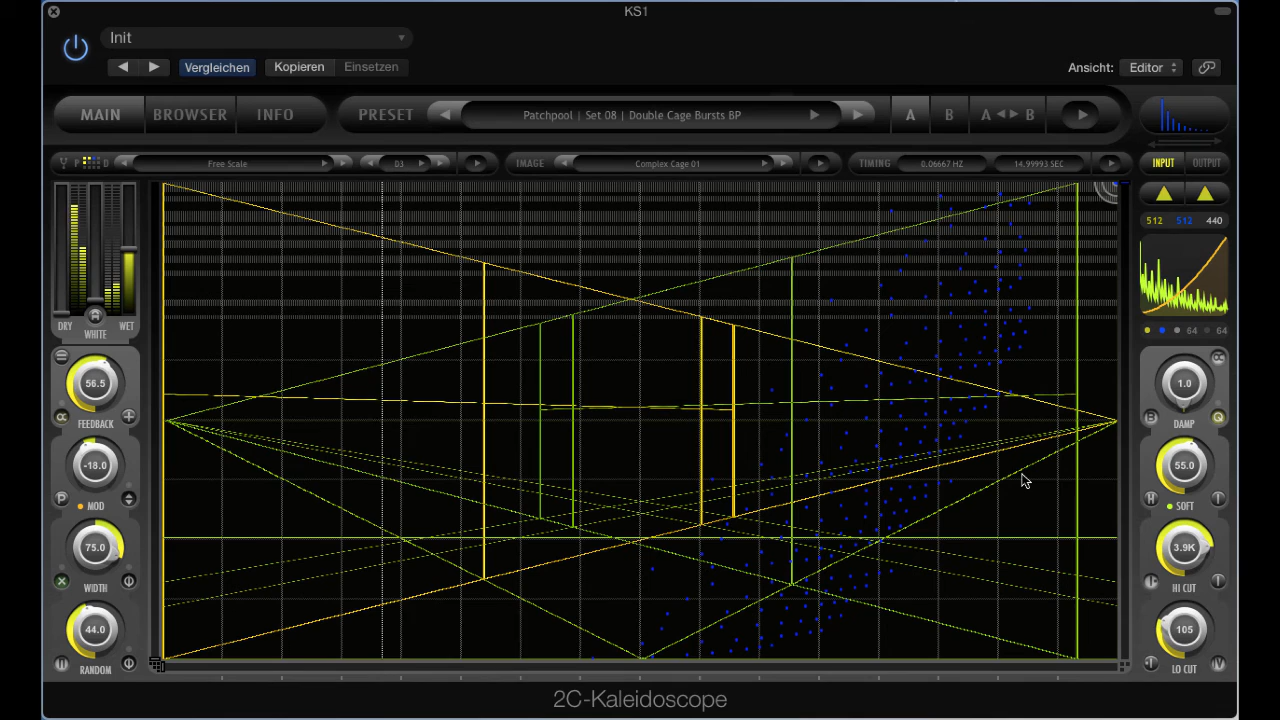 KS1
Init
Vergleichen Kopieren Einsetzen Ansicht: Editor
MAIN BROWSER INFO PRESET Patchpool | Set 08 | Double Cage Bursts BP A B A B
P D Free Scale D3 IMAGE Complex Cage 01 TIMING 0.06667 HZ 14.99993 SEC INPUT OUTPUT
512 512 440
DRY WHITE WET
64 64
56.5
FEEDBACK
1.0
B DAMP Q
-18.0
P MOD
55.0
H SOFT I
75.0
WIDTH
3.9K
HI CUT
44.0
RANDOM
105
LO CUT
2C-Kaleidoscope